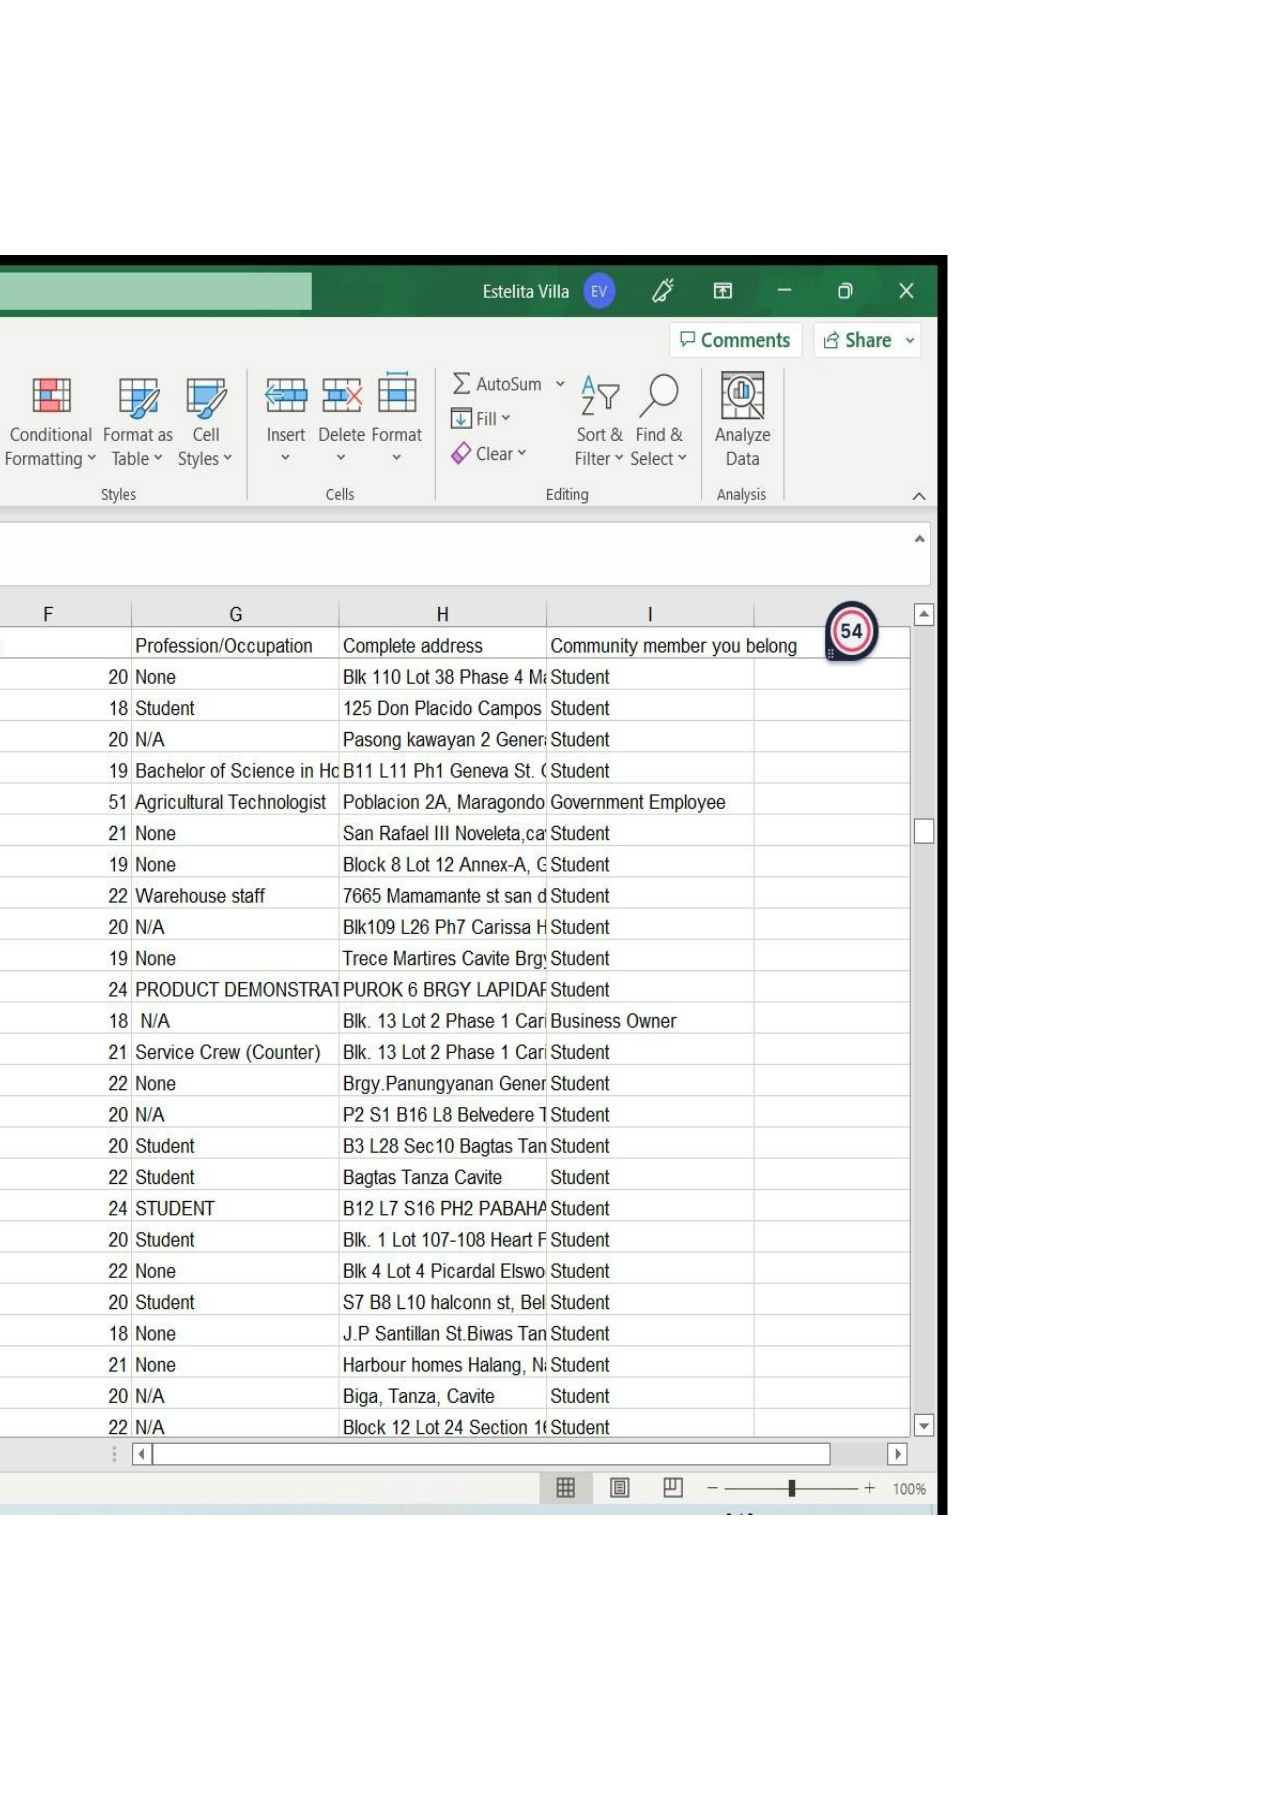 Estelita Villa EV
Comments Share
AutoSum
Fill
Clear
Conditional Formatting
Format as Table
Cell Styles
Insert Delete Format
Sort & Filter
Find & Select
Analyze Data
Styles Cells Editing Analysis
F G H I
54
Profession/Occupation Complete address Community member you belong
20 None Blk 110 Lot 38 Phase 4 Student
18 Student 125 Don Placido Campos Student
20 N/A Pasong kawayan 2 Student
19 Bachelor of Science in B11 L11 Ph1 Geneva St. Student
51 Agricultural Technologist Poblacion 2A, Maragondo Government Employee
21 None San Rafael III Noveleta, Student
19 None Block 8 Lot 12 Annex-A, Student
22 Warehouse staff 7665 Mamamante st san Student
20 N/A Blk109 L26 Ph7 Carissa Student
19 None Trece Martires Cavite Student
24 PRODUCT DEMONSTRAT PUROK 6 BRGY Student
18 N/A Blk. 13 Lot 2 Phase 1 Business Owner
21 Service Crew (Counter) Blk. 13 Lot 2 Phase 1 Student
22 None Brgy.Panungyanan Gener Student
20 N/A P2 S1 B16 L8 Belvedere Student
20 Student B3 L28 Sec10 Bagtas Tan Student
22 Student Bagtas Tanza Cavite Student
24 STUDENT B12 L7 S16 PH2 PABAHA Student
20 Student Blk. 1 Lot 107-108 Heart Student
22 None Blk 4 Lot 4 Picardal Elswo Student
20 Student S7 B8 L10 halconn st, Bel Student
18 None J.P Santillan St.Biwas Tan Student
21 None Harbour homes Halang, Student
20 N/A Biga, Tanza, Cavite Student
22 N/A Block 12 Lot 24 Section Student
100%